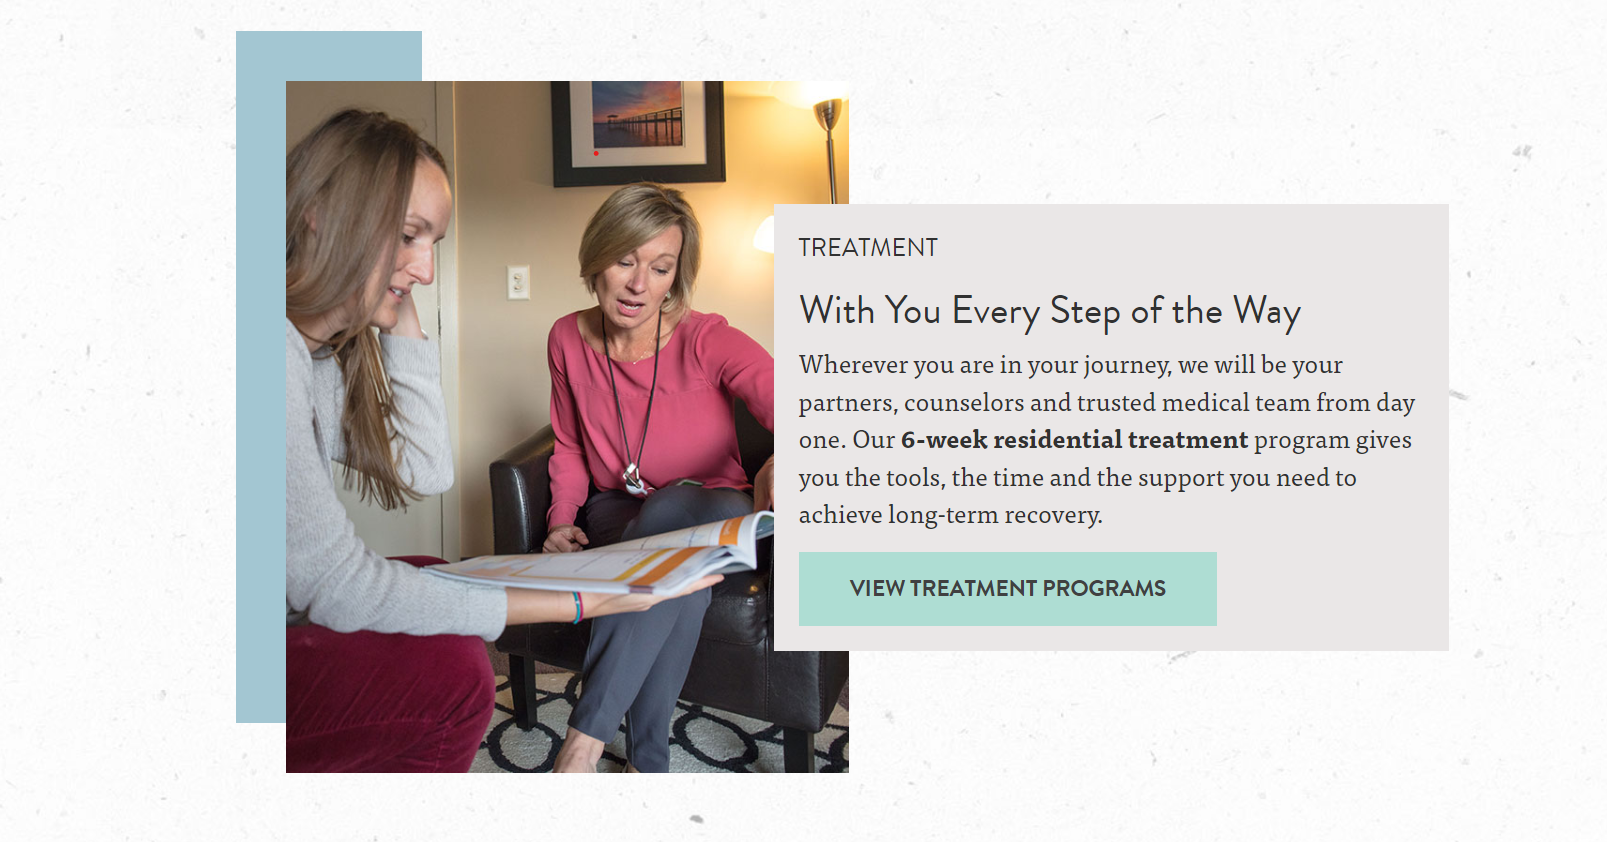 TREATMENT
With You Every Step of the Way
Wherever you are in your journey, we will be your
partners, counselors and trusted medical team from day
one. Our 6-week residential treatment program gives
you the tools, the time and the support you need to
achieve long-term recovery.
VIEW TREATMENT PROGRAMS